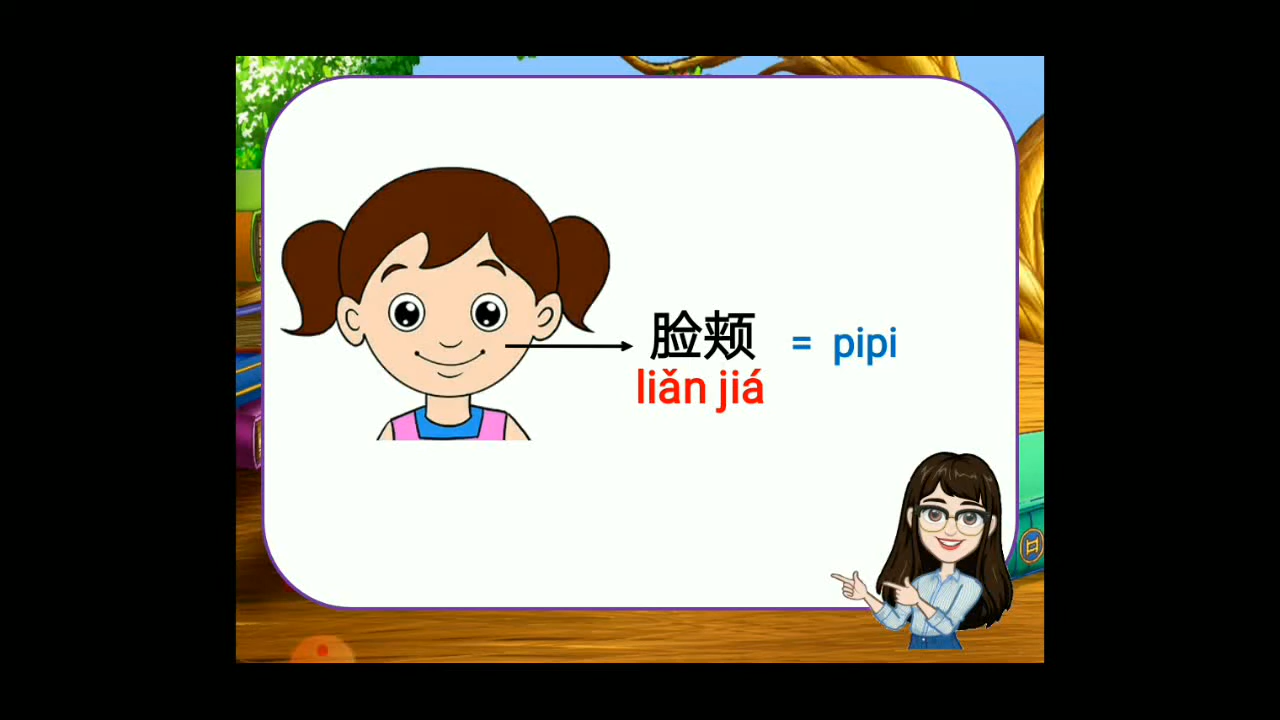 脸颊 = pipi
liǎn jiá